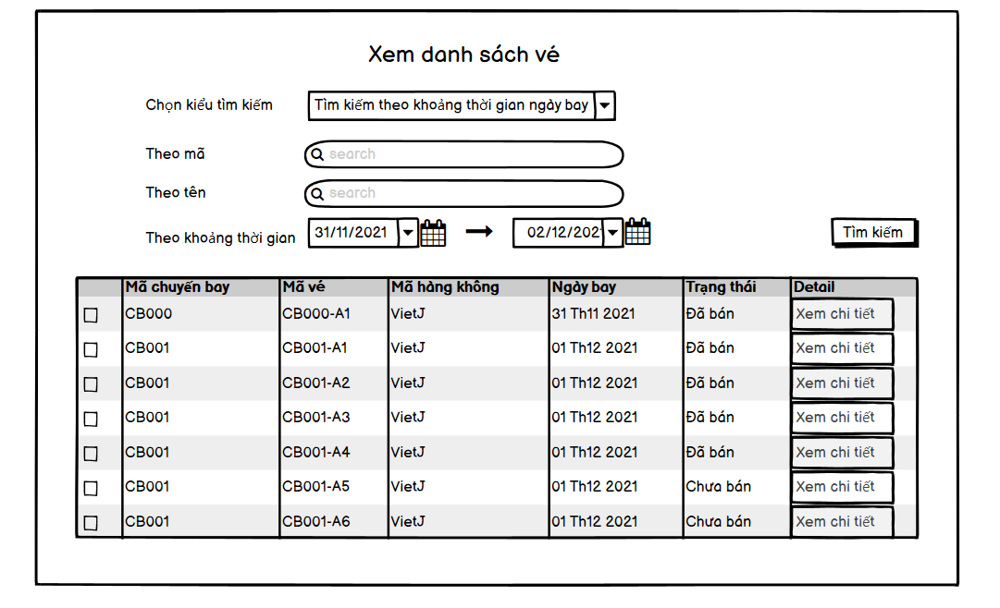 Xem danh sách vé
Chọn kiểu tìm kiếm Tìm kiếm theo khoảng thời gian ngày bay
Theo mã search
Theo tên search
Theo khoảng thời gian 31/11/2021 02/12/202 Tìm kiếm
Mã chuyến bay Mã vé Mã hàng không Ngày bay Trạng thái Detail
CB000 CB000-A1 VietJ 31 Th11 2021 Đã bán Xem chi tiết
CB001 CB001-A1 VietJ 01 Th12 2021 Đã bán Xem chi tiết
CB001 CB001-A2 VietJ 01 Th12 2021 Đã bán Xem chi tiết
CB001 CB001-A3 VietJ 01 Th12 2021 Đã bán Xem chi tiết
CB001 CB001-A4 VietJ 01 Th12 2021 Đã bán Xem chi tiết
CB001 CB001-A5 VietJ 01 Th12 2021 Chưa bán Xem chi tiết
CB001 CB001-A6 VietJ 01 Th12 2021 Chưa bán Xem chi tiết